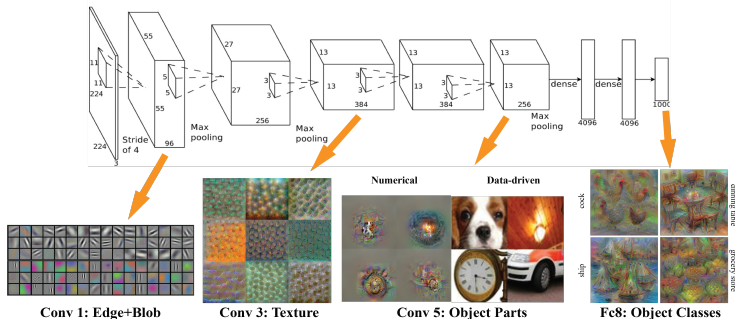 55
27
13
13
13
11
11
5
5
3
3
3
3
3
3
224
55
27
13
13
13
dense
dense
384
384
256
1000
256
Max
pooling
4096
4096
Stride
of 4
Max
pooling
Max
pooling
96
224
3
Numerical
Data-driven
cock
dinning table
ship
grocery store
Conv 1: Edge+Blob
Conv 3: Texture
Conv 5: Object Parts
Fc8: Object Classes